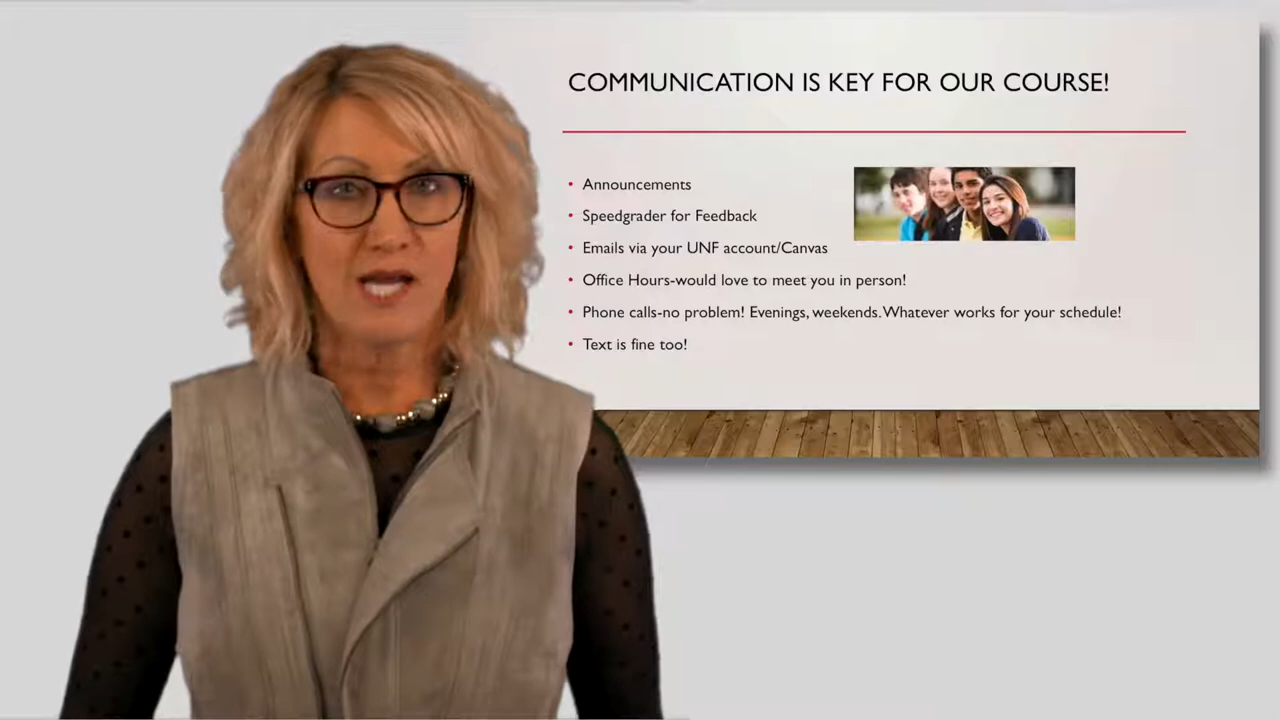 COMMUNICATION IS KEY FOR OUR COURSE!
• Announcements
• Speedgrader for Feedback
• Emails via your UNF account/Canvas
• Office Hours-would love to meet you in person!
• Phone calls-no problem! Evenings, weekends. Whatever works for your schedule!
• Text is fine too!